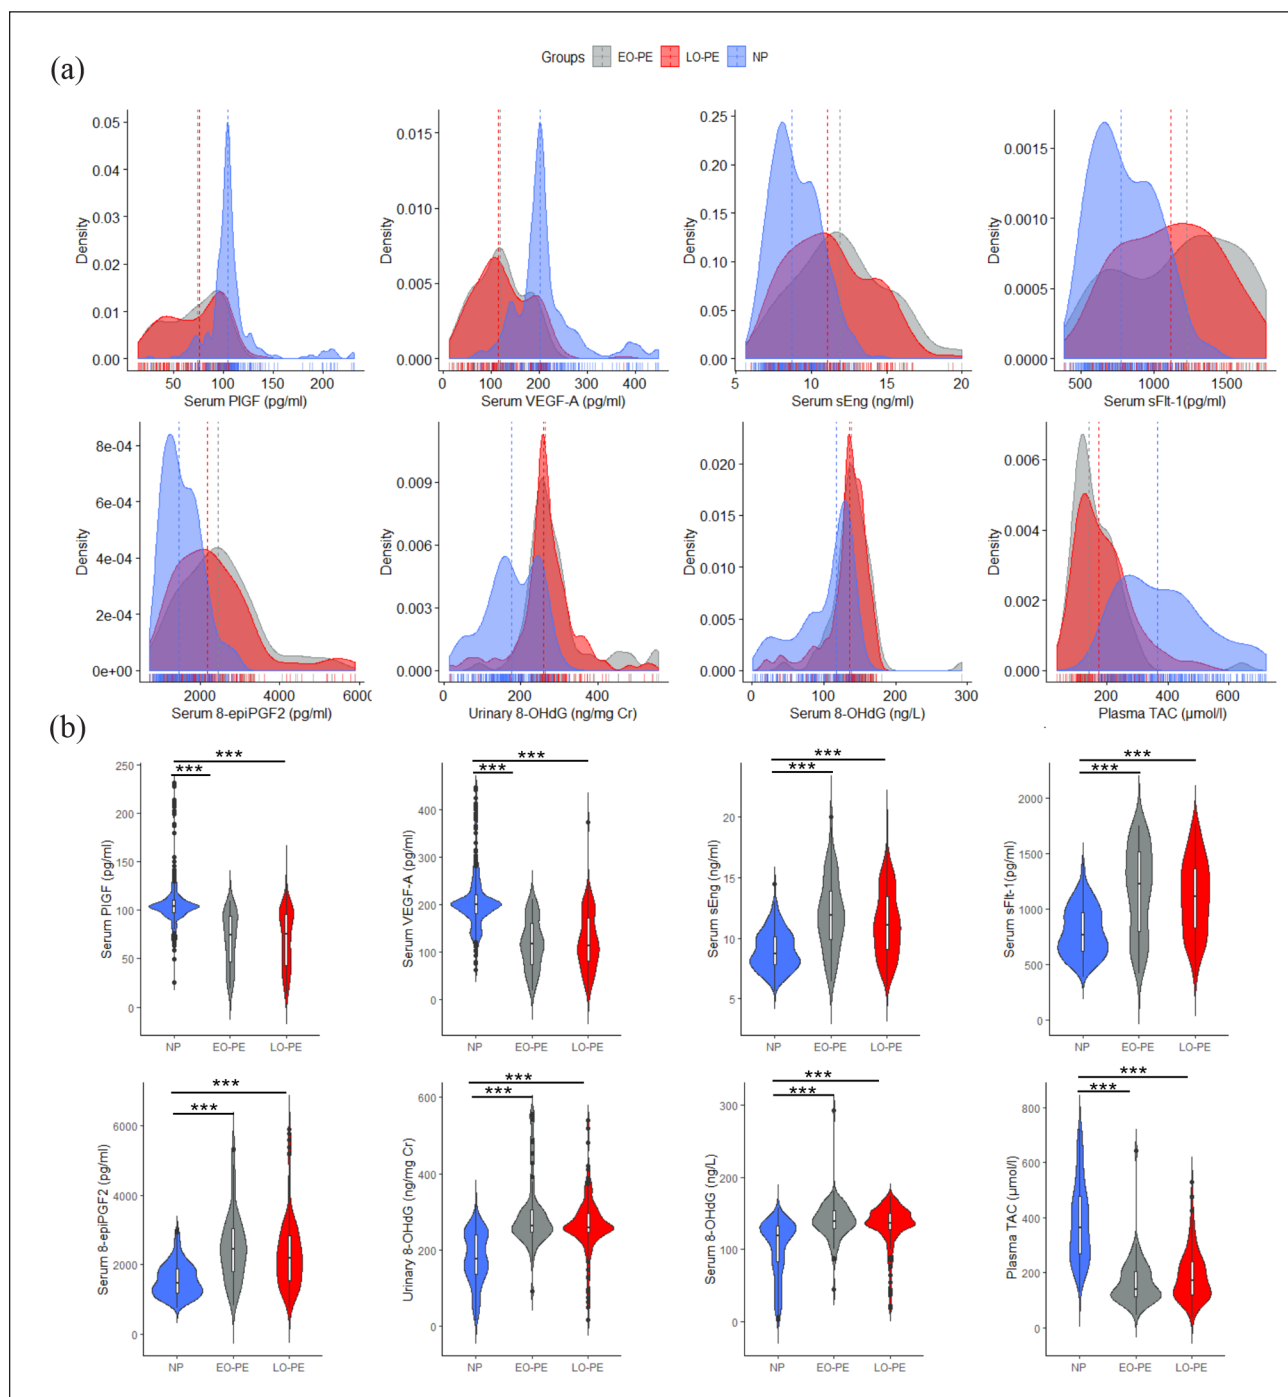 (a)
Groups EO-PE LO-PE NP
0.05
0.04
0.03
0.02
0.01
0.00
Density
50 100 150 200
Serum PlGF (pg/ml)
0.015
0.010
0.005
0.000
Density
0 100 200 300 400
Serum VEGF-A (pg/ml)
0.25
0.20
0.15
0.10
0.05
0.00
Density
5 10 15 20
Serum sEng (ng/ml)
0.0015
0.0010
0.0005
0.0000
Density
500 1000 1500
Serum sFlt-1(pg/ml)
8e-04
6e-04
4e-04
2e-04
0e+00
Density
2000 4000 6000
Serum 8-epiPGF2 (pg/ml)
0.009
0.006
0.003
0.000
Density
0 200 400
Urinary 8-OHdG (ng/mg Cr)
0.020
0.015
0.010
0.005
0.000
Density
0 100 200 300
Serum 8-OHdG (ng/L)
0.006
0.004
0.002
0.000
Density
0 200 400 600
Plasma TAC (μmol/l)
(b)
***
***
250
200
150
100
50
0
Serum PlGF (pg/ml)
NP EO-PE LO-PE
***
***
400
300
200
100
0
Serum VEGF-A (pg/ml)
NP EO-PE LO-PE
***
***
20
15
10
5
Serum sEng (ng/ml)
NP EO-PE LO-PE
***
***
2000
1500
1000
500
0
Serum sFlt-1(pg/ml)
NP EO-PE LO-PE
***
***
6000
4000
2000
0
Serum 8-epiPGF2 (pg/ml)
NP EO-PE LO-PE
***
***
600
400
200
0
Urinary 8-OHdG (ng/mg Cr)
NP EO-PE LO-PE
***
***
300
200
100
0
Serum 8-OHdG (ng/L)
NP EO-PE LO-PE
***
***
800
600
400
200
0
Plasma TAC (μmol/l)
NP EO-PE LO-PE